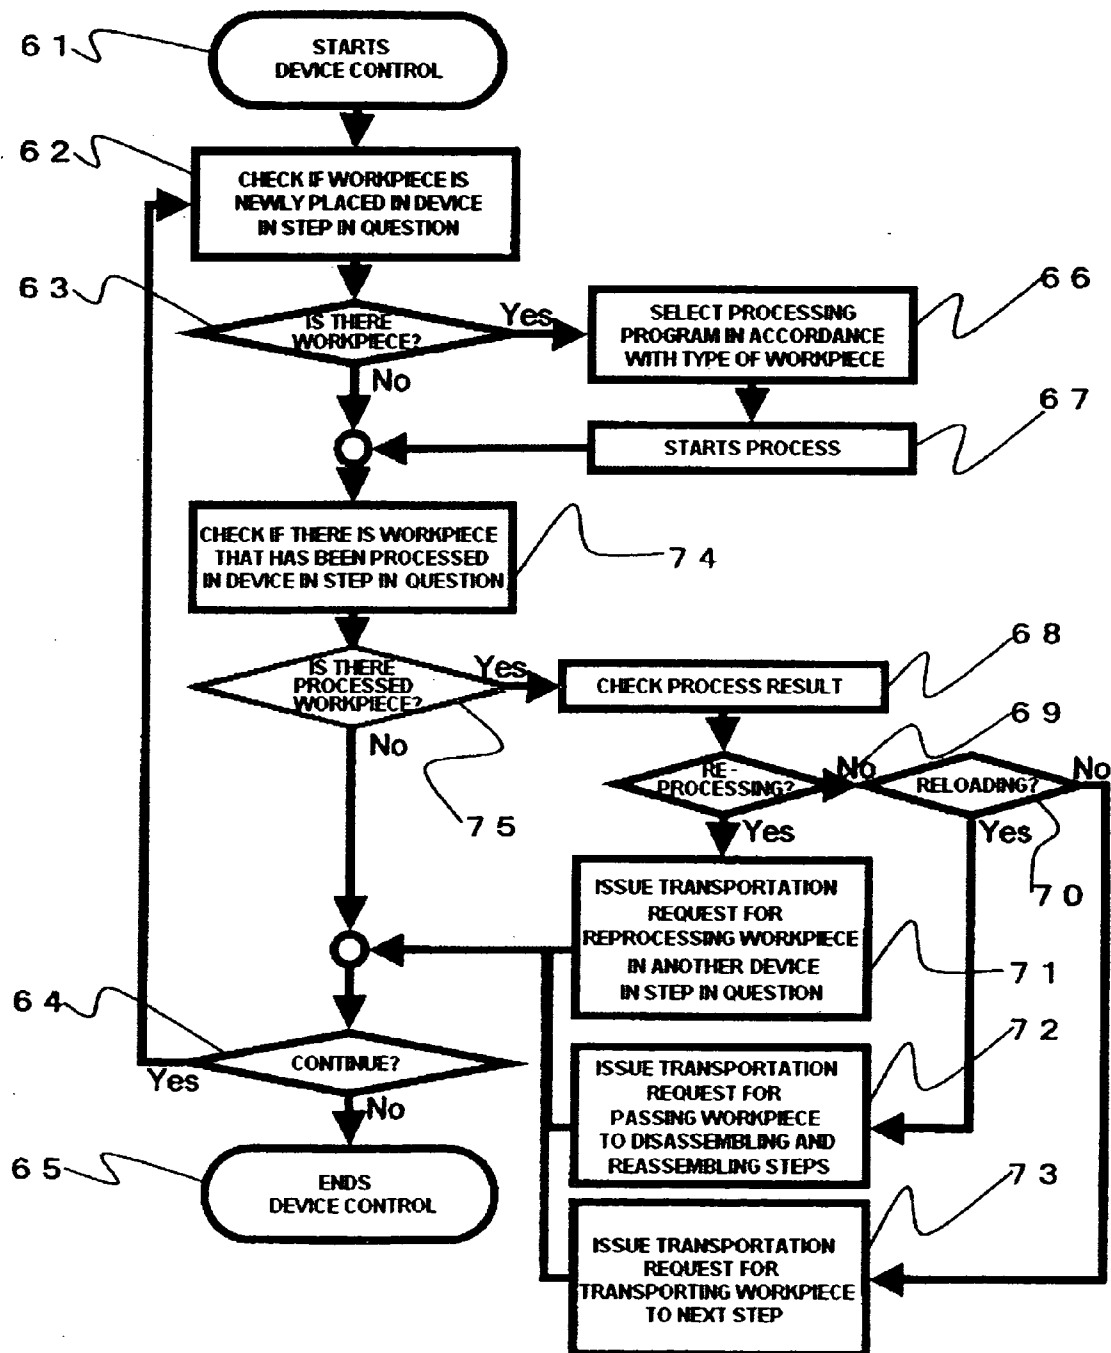 61
STARTS
DEVICE CONTROL
62
CHECK IF WORKPIECE IS
NEWLY PLACED IN DEVICE
IN STEP IN QUESTION
63
IS THERE
WORKPIECE?
Yes
No
66
SELECT PROCESSING
PROGRAM IN ACCORDANCE
WITH TYPE OF WORKPIECE
67
STARTS PROCESS
CHECK IF THERE IS WORKPIECE
THAT HAS BEEN PROCESSED
IN DEVICE IN STEP IN QUESTION
74
IS THERE
PROCESSED
WORKPIECE?
Yes
No
75
68
CHECK PROCESS RESULT
69
RE-
PROCESSING?
No
Yes
RELOADING?
No
Yes
70
ISSUE TRANSPORTATION
REQUEST FOR
REPROCESSING WORKPIECE
IN ANOTHER DEVICE
IN STEP IN QUESTION
71
64
CONTINUE?
Yes
No
72
ISSUE TRANSPORTATION
REQUEST FOR
PASSING WORKPIECE
TO DISASSEMBLING AND
REASSEMBLING STEPS
65
ENDS
DEVICE CONTROL
73
ISSUE TRANSPORTATION
REQUEST FOR
TRANSPORTING WORKPIECE
TO NEXT STEP